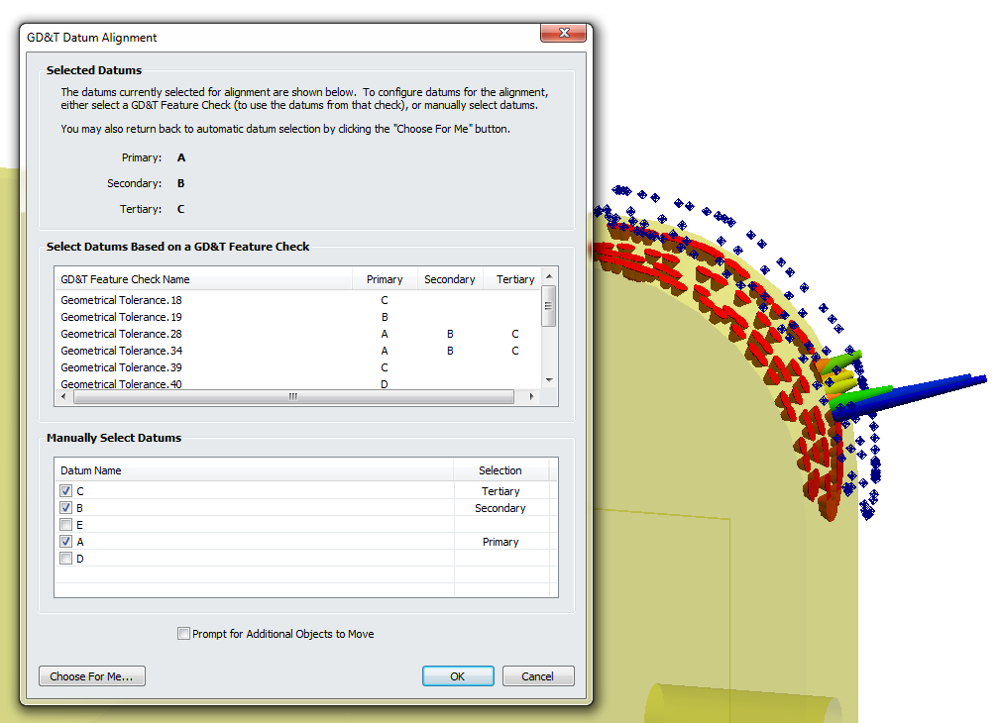 GD&T Datum Alignment
Selected Datums
The datums currently selected for alignment are shown below. To configure datums for the alignment,
either select a GD&T Feature Check (to use the datums from that check), or manually select datums.
You may also return back to automatic datum selection by clicking the "Choose For Me" button.
Primary: A
Secondary: B
Tertiary: C
Select Datums Based on a GD&T Feature Check
GD&T Feature Check Name Primary Secondary Tertiary
Geometrical Tolerance.18 C
Geometrical Tolerance.19 B
Geometrical Tolerance.28 A B C
Geometrical Tolerance.34 A B C
Geometrical Tolerance.39 C
Geometrical Tolerance.40 D
Manually Select Datums
Datum Name Selection
C Tertiary
B Secondary
E
A Primary
D
Prompt for Additional Objects to Move
Choose For Me... OK Cancel